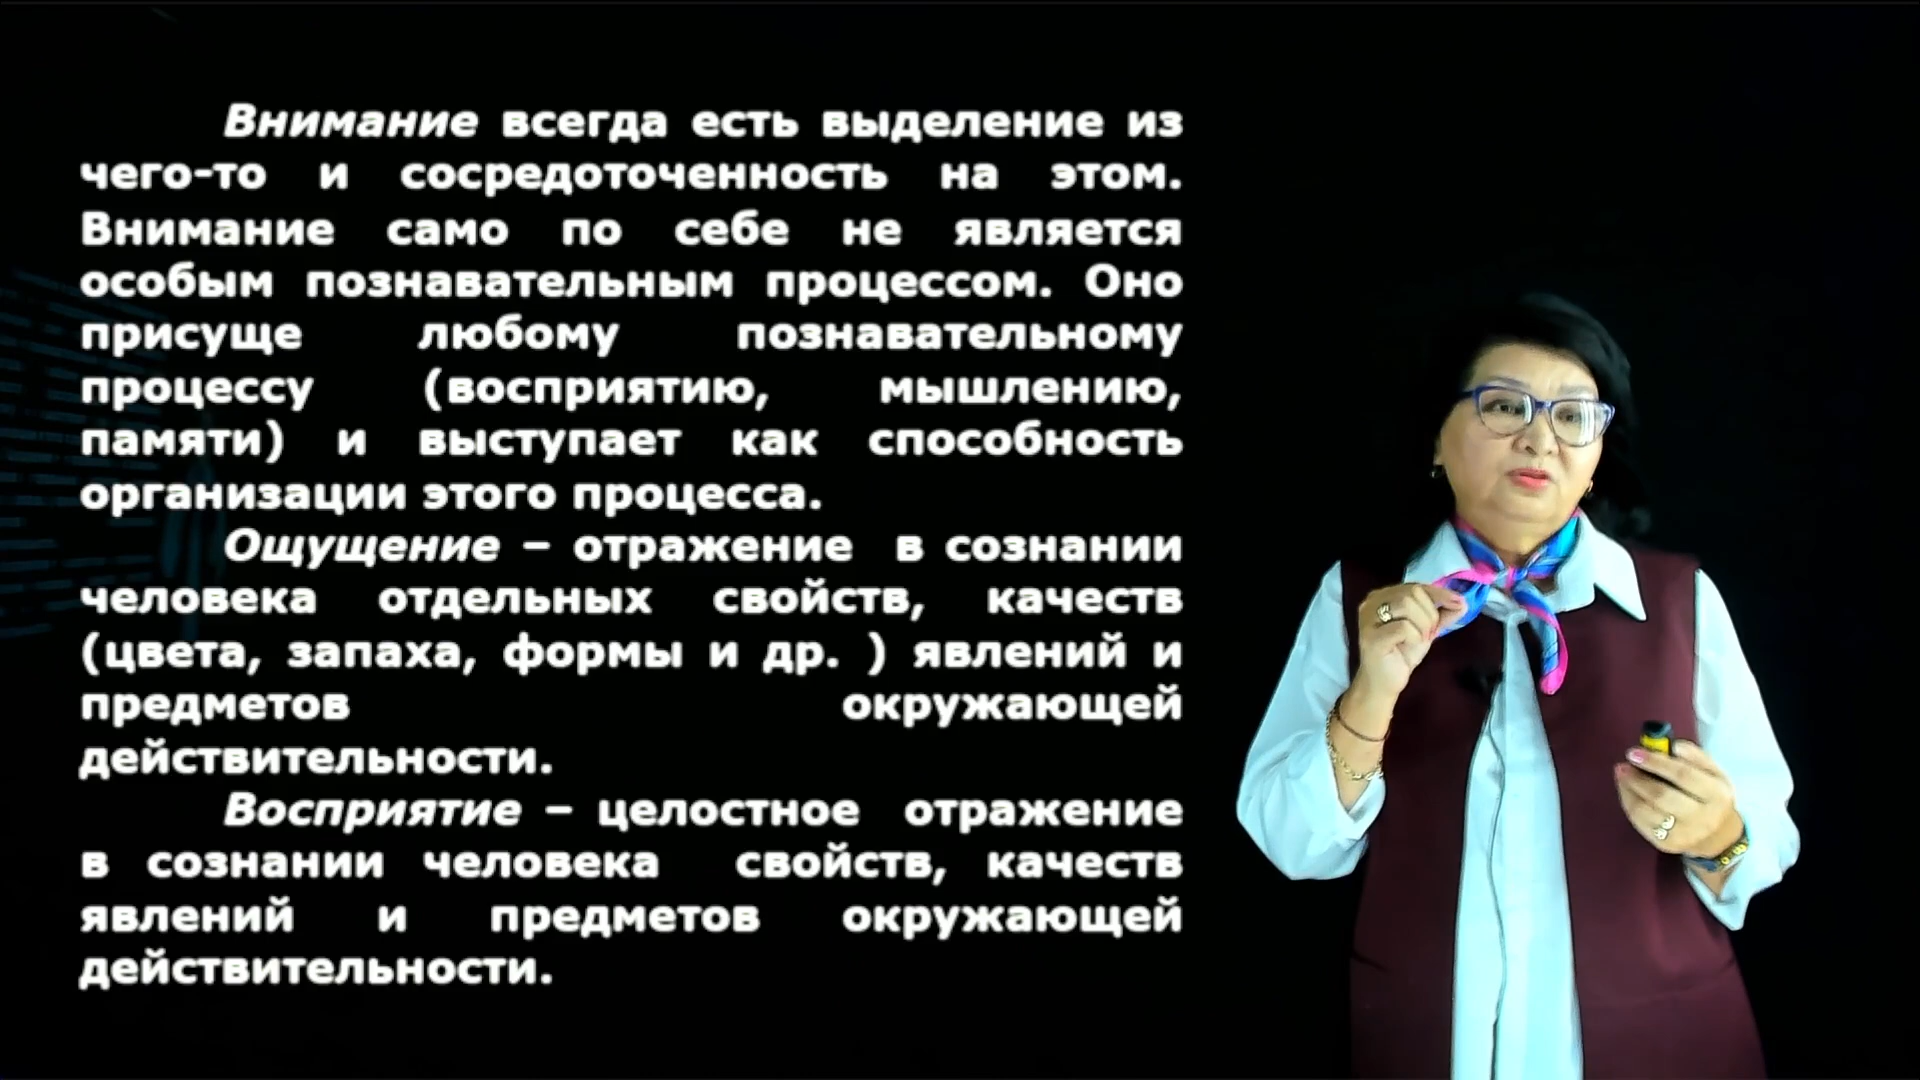 Внимание всегда есть выделение из
чего-то и сосредоточенность на этом.
Внимание само по себе не является
особым познавательным процессом. Оно
присуще любому познавательному
процессу (восприятию, мышлению,
памяти) и выступает как способность
организации этого процесса.
Ощущение – отражение в сознании
человека отдельных свойств, качеств
(цвета, запаха, формы и др. ) явлений и
предметов окружающей
действительности.
Восприятие – целостное отражение
в сознании человека свойств, качеств
явлений и предметов окружающей
действительности.